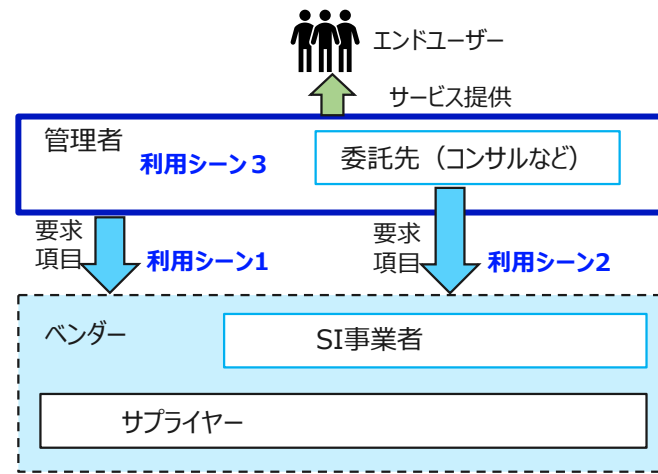 エンドユーザー
サービス提供
管理者
利用シーン3
委託先（コンサルなど）
要求
項目
利用シーン1
要求
項目
利用シーン2
ベンダー
SI事業者
サプライヤー